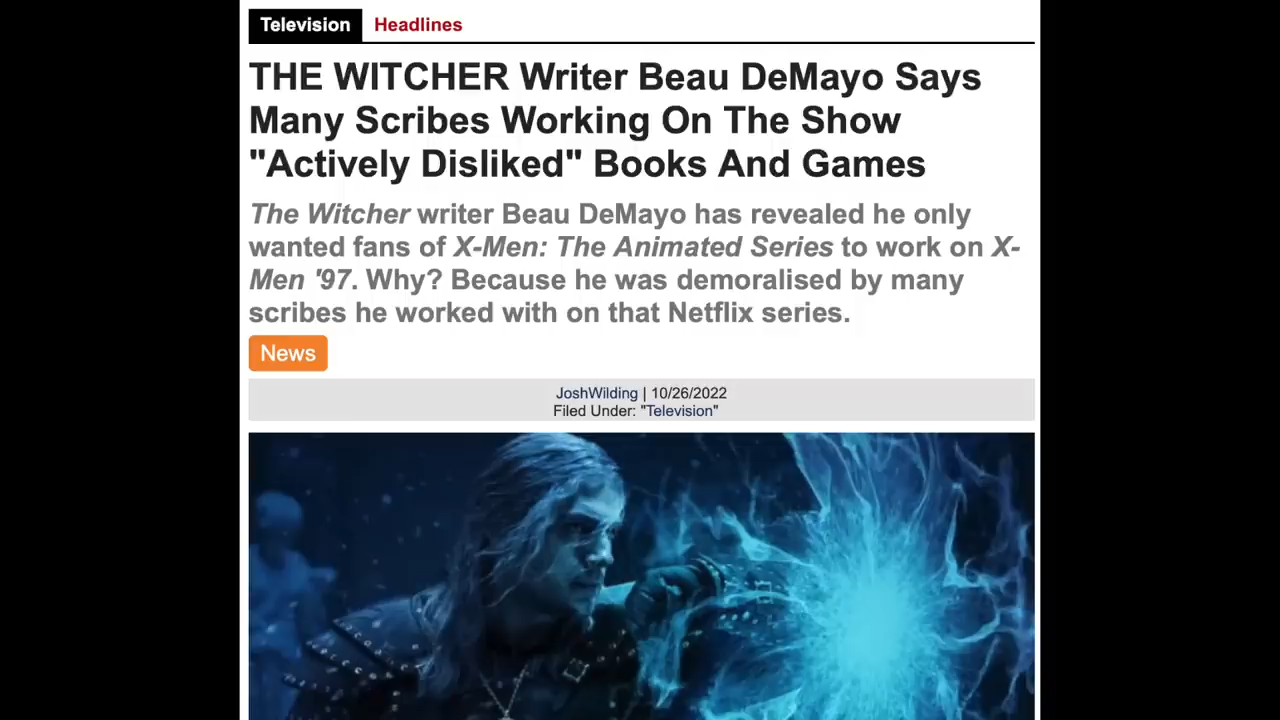 Television Headlines
THE WITCHER Writer Beau DeMayo Says
Many Scribes Working On The Show
"Actively Disliked" Books And Games
The Witcher writer Beau DeMayo has revealed he only
wanted fans of X-Men: The Animated Series to work on X-
Men '97. Why? Because he was demoralised by many
scribes he worked with on that Netflix series.
News
JoshWilding | 10/26/2022
Filed Under: "Television"